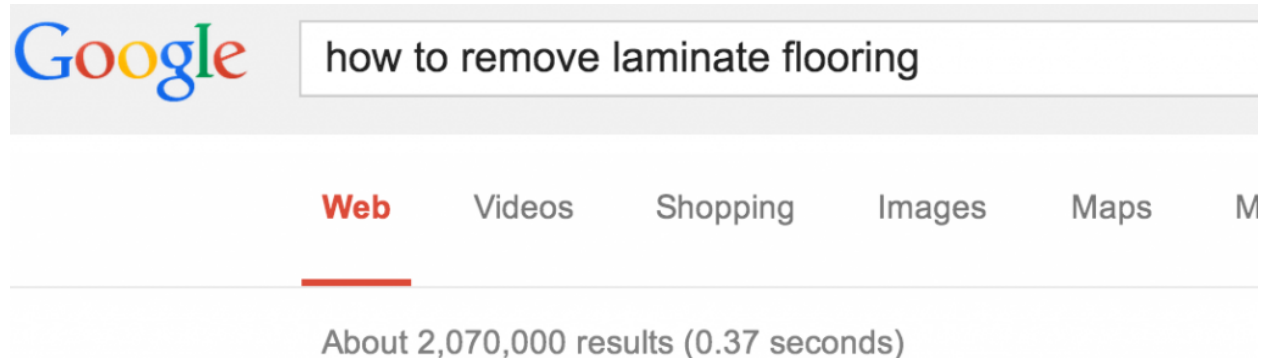 Google how to remove laminate flooring
Web Videos Shopping Images Maps M
About 2,070,000 results (0.37 seconds)